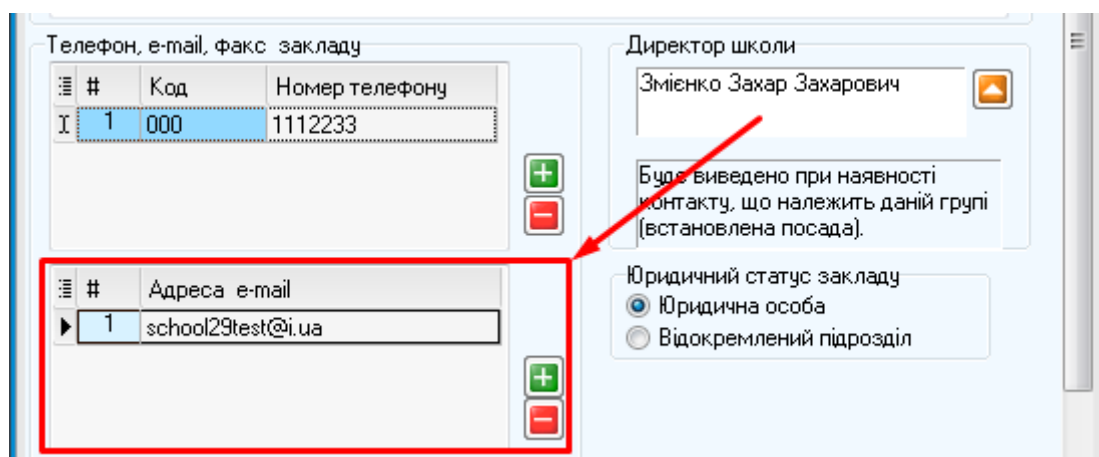 Телефон, e-mail, факс закладу
# Код Номер телефону
1 000 1112233
# Адреса e-mail
1 school29test@i.ua
Директор школи
Змієнко Захар Захарович
Буде виведено при наявності
контакту, що належить даній групі
(встановлена посада).
Юридичний статус закладу
Юридична особа
Відокремлений підрозділ